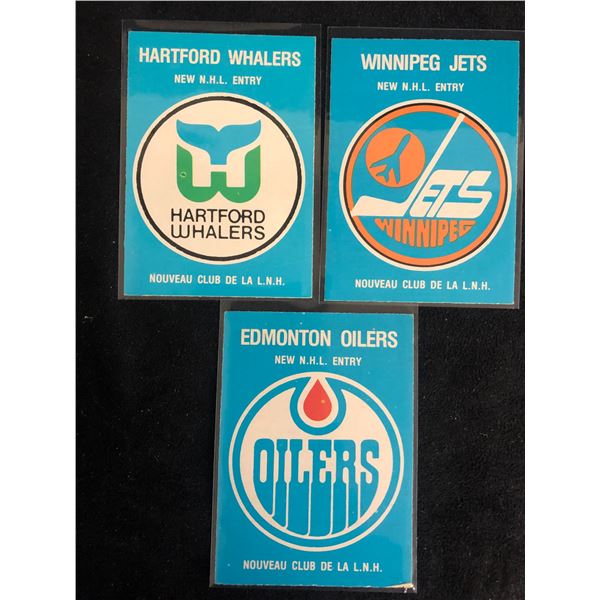 HARTFORD WHALERS
NEW N.H.L. ENTRY
HARTFORD
WHALERS
NOUVEAU CLUB DE LA L.N.H.
WINNIPEG JETS
NEW N.H.L. ENTRY
JETS
WINNIPEG
NOUVEAU CLUB DE LA L.N.H.
EDMONTON OILERS
NEW N.H.L. ENTRY
OILERS
NOUVEAU CLUB DE LA L.N.H.